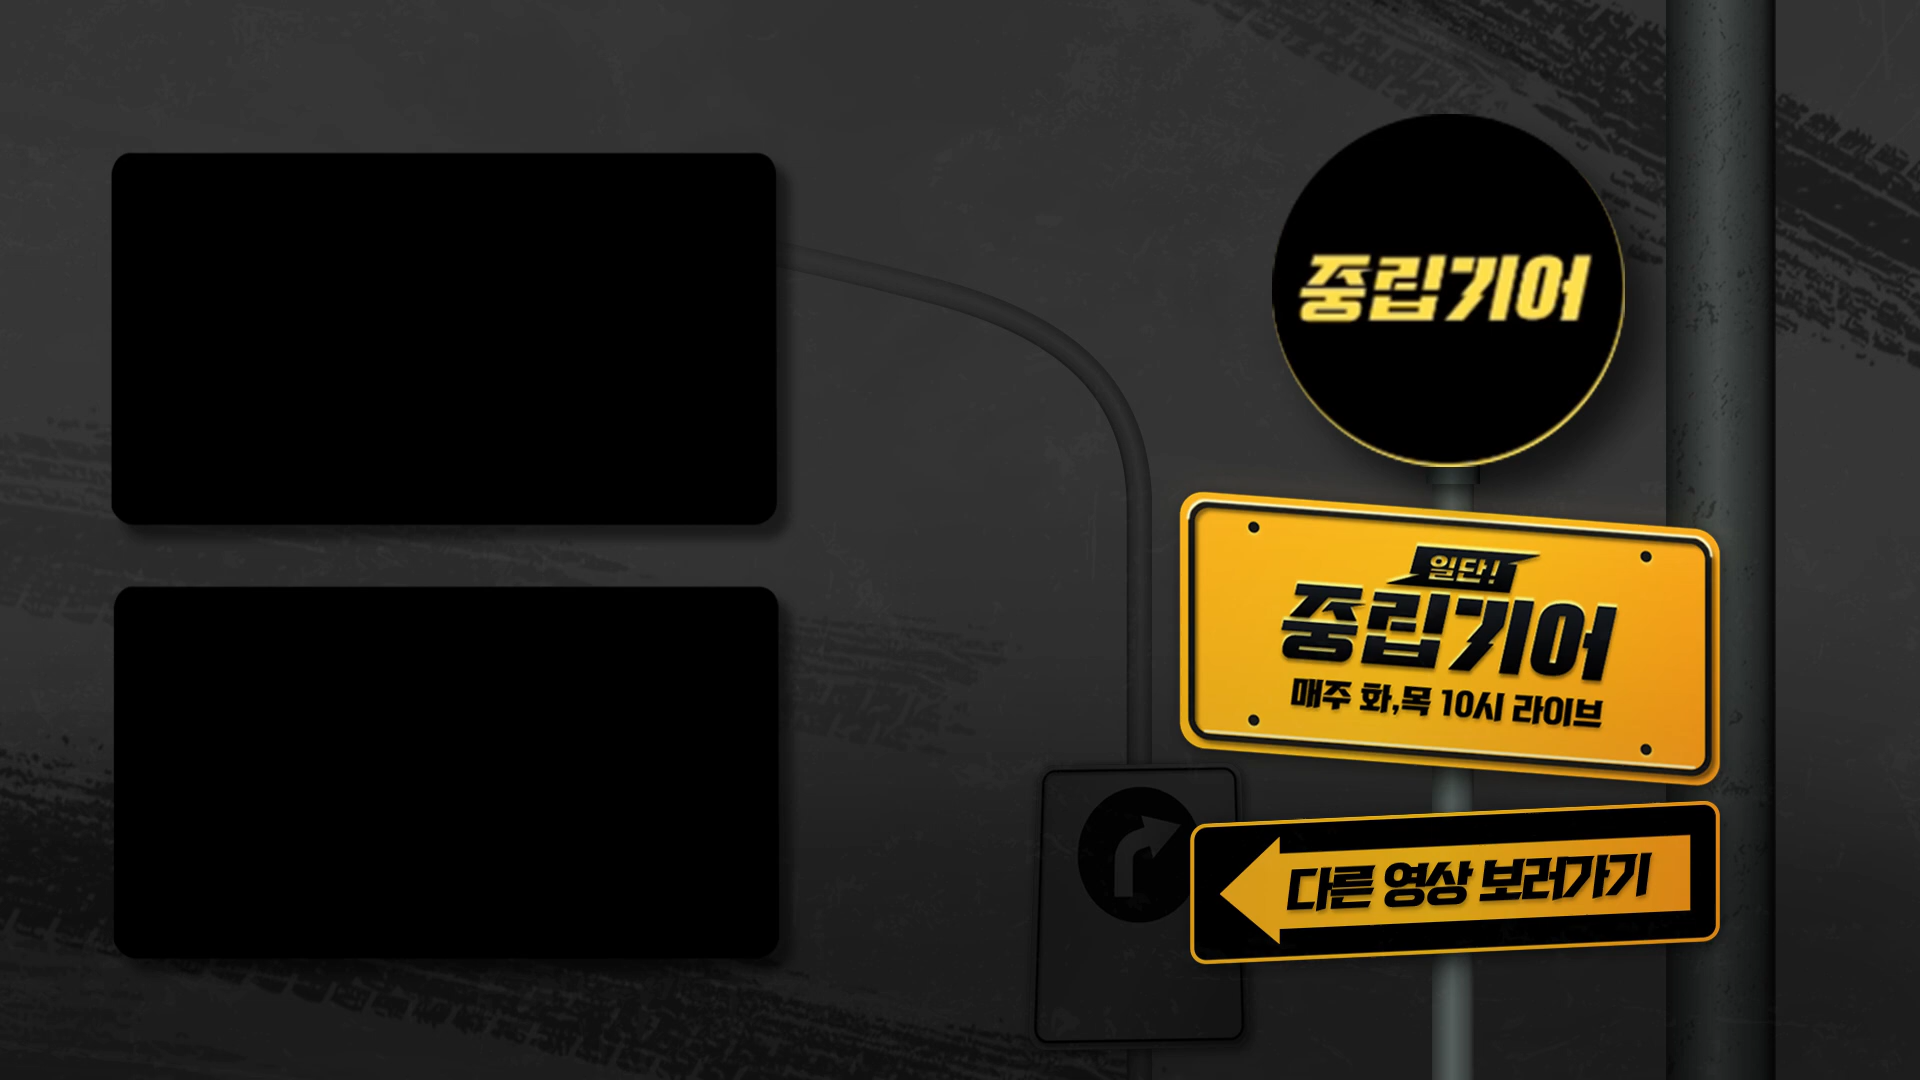 중립기어
일단!
중립기어
매주 화,목 10시 라이브
다른 영상 보러가기